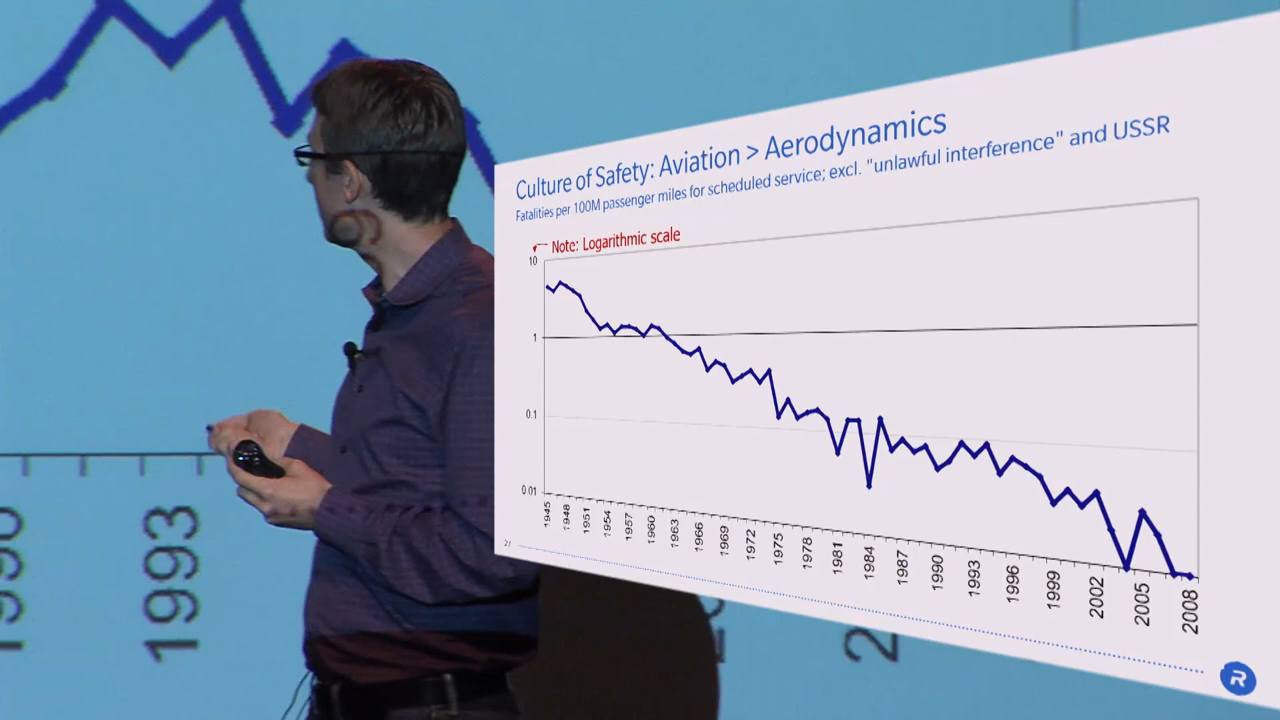 Culture of Safety: Aviation > Aerodynamics
Fatalities per 100M passenger miles for scheduled service; excl. "unlawful interference" and USSR
Note: Logarithmic scale
10
1
0.1
0.01
1945 1948 1951 1954 1957 1960 1963 1966 1969 1972 1975 1978 1981 1984 1987 1990 1993 1996 1999 2002 2005 2008
R
1990 1993